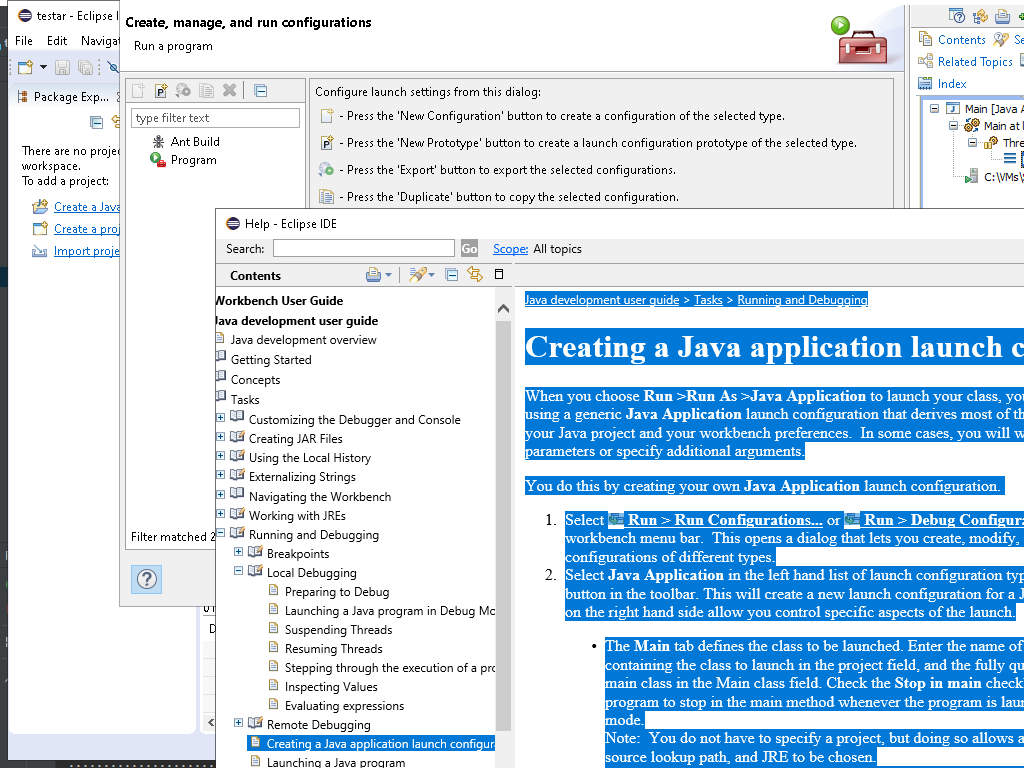 testar - Eclipse I
File Edit Navigat
Package Exp...
There are no proje
workspace.
To add a project:
Create a Java
Create a proj
Import proje
Create, manage, and run configurations
Run a program
type filter text
Ant Build
Program
Filter matched 2
Configure launch settings from this dialog:
- Press the 'New Configuration' button to create a configuration of the selected type.
- Press the 'New Prototype' button to create a launch configuration prototype of the selected type.
- Press the 'Export' button to export the selected configurations.
- Press the 'Duplicate' button to copy the selected configuration.
Contents Se
Related Topics
Index
Main [Java A
Main at l
Thre
C:\VMs\
Help - Eclipse IDE
Search: Go Scope: All topics
Contents
Workbench User Guide
Java development user guide
Java development overview
Getting Started
Concepts
Tasks
Customizing the Debugger and Console
Creating JAR Files
Using the Local History
Externalizing Strings
Navigating the Workbench
Working with JREs
Running and Debugging
Breakpoints
Local Debugging
Preparing to Debug
Launching a Java program in Debug Mo
Suspending Threads
Resuming Threads
Stepping through the execution of a pro
Inspecting Values
Evaluating expressions
Remote Debugging
Creating a Java application launch configur
Launching a Java program
Java development user guide > Tasks > Running and Debugging
Creating a Java application launch c
When you choose Run >Run As >Java Application to launch your class, you
using a generic Java Application launch configuration that derives most of th
your Java project and your workbench preferences. In some cases, you will w
parameters or specify additional arguments.
You do this by creating your own Java Application launch configuration.
1. Select Run > Run Configurations... or Run > Debug Configura
workbench menu bar. This opens a dialog that lets you create, modify,
configurations of different types.
2. Select Java Application in the left hand list of launch configuration typ
button in the toolbar. This will create a new launch configuration for a J
on the right hand side allow you control specific aspects of the launch.
• The Main tab defines the class to be launched. Enter the name of
containing the class to launch in the project field, and the fully qu
main class in the Main class field. Check the Stop in main check
program to stop in the main method whenever the program is laun
mode.
Note: You do not have to specify a project, but doing so allows a
source lookup path, and JRE to be chosen.